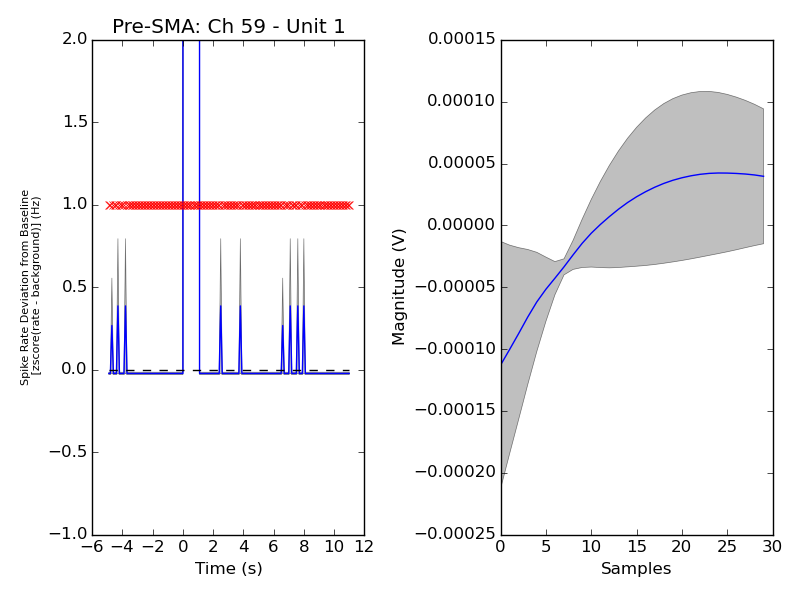 Pre-SMA: Ch 59 - Unit 1
2.0
1.5
1.0
0.5
0.0
−0.5
−1.0
−6 −4 −2 0 2 4 6 8 10 12
Time (s)
Spike Rate Deviation from Baseline
[zscore(rate - background)] (Hz)
0.00015
0.00010
0.00005
0.00000
−0.00005
−0.00010
−0.00015
−0.00020
−0.00025
0 5 10 15 20 25 30
Samples
Magnitude (V)